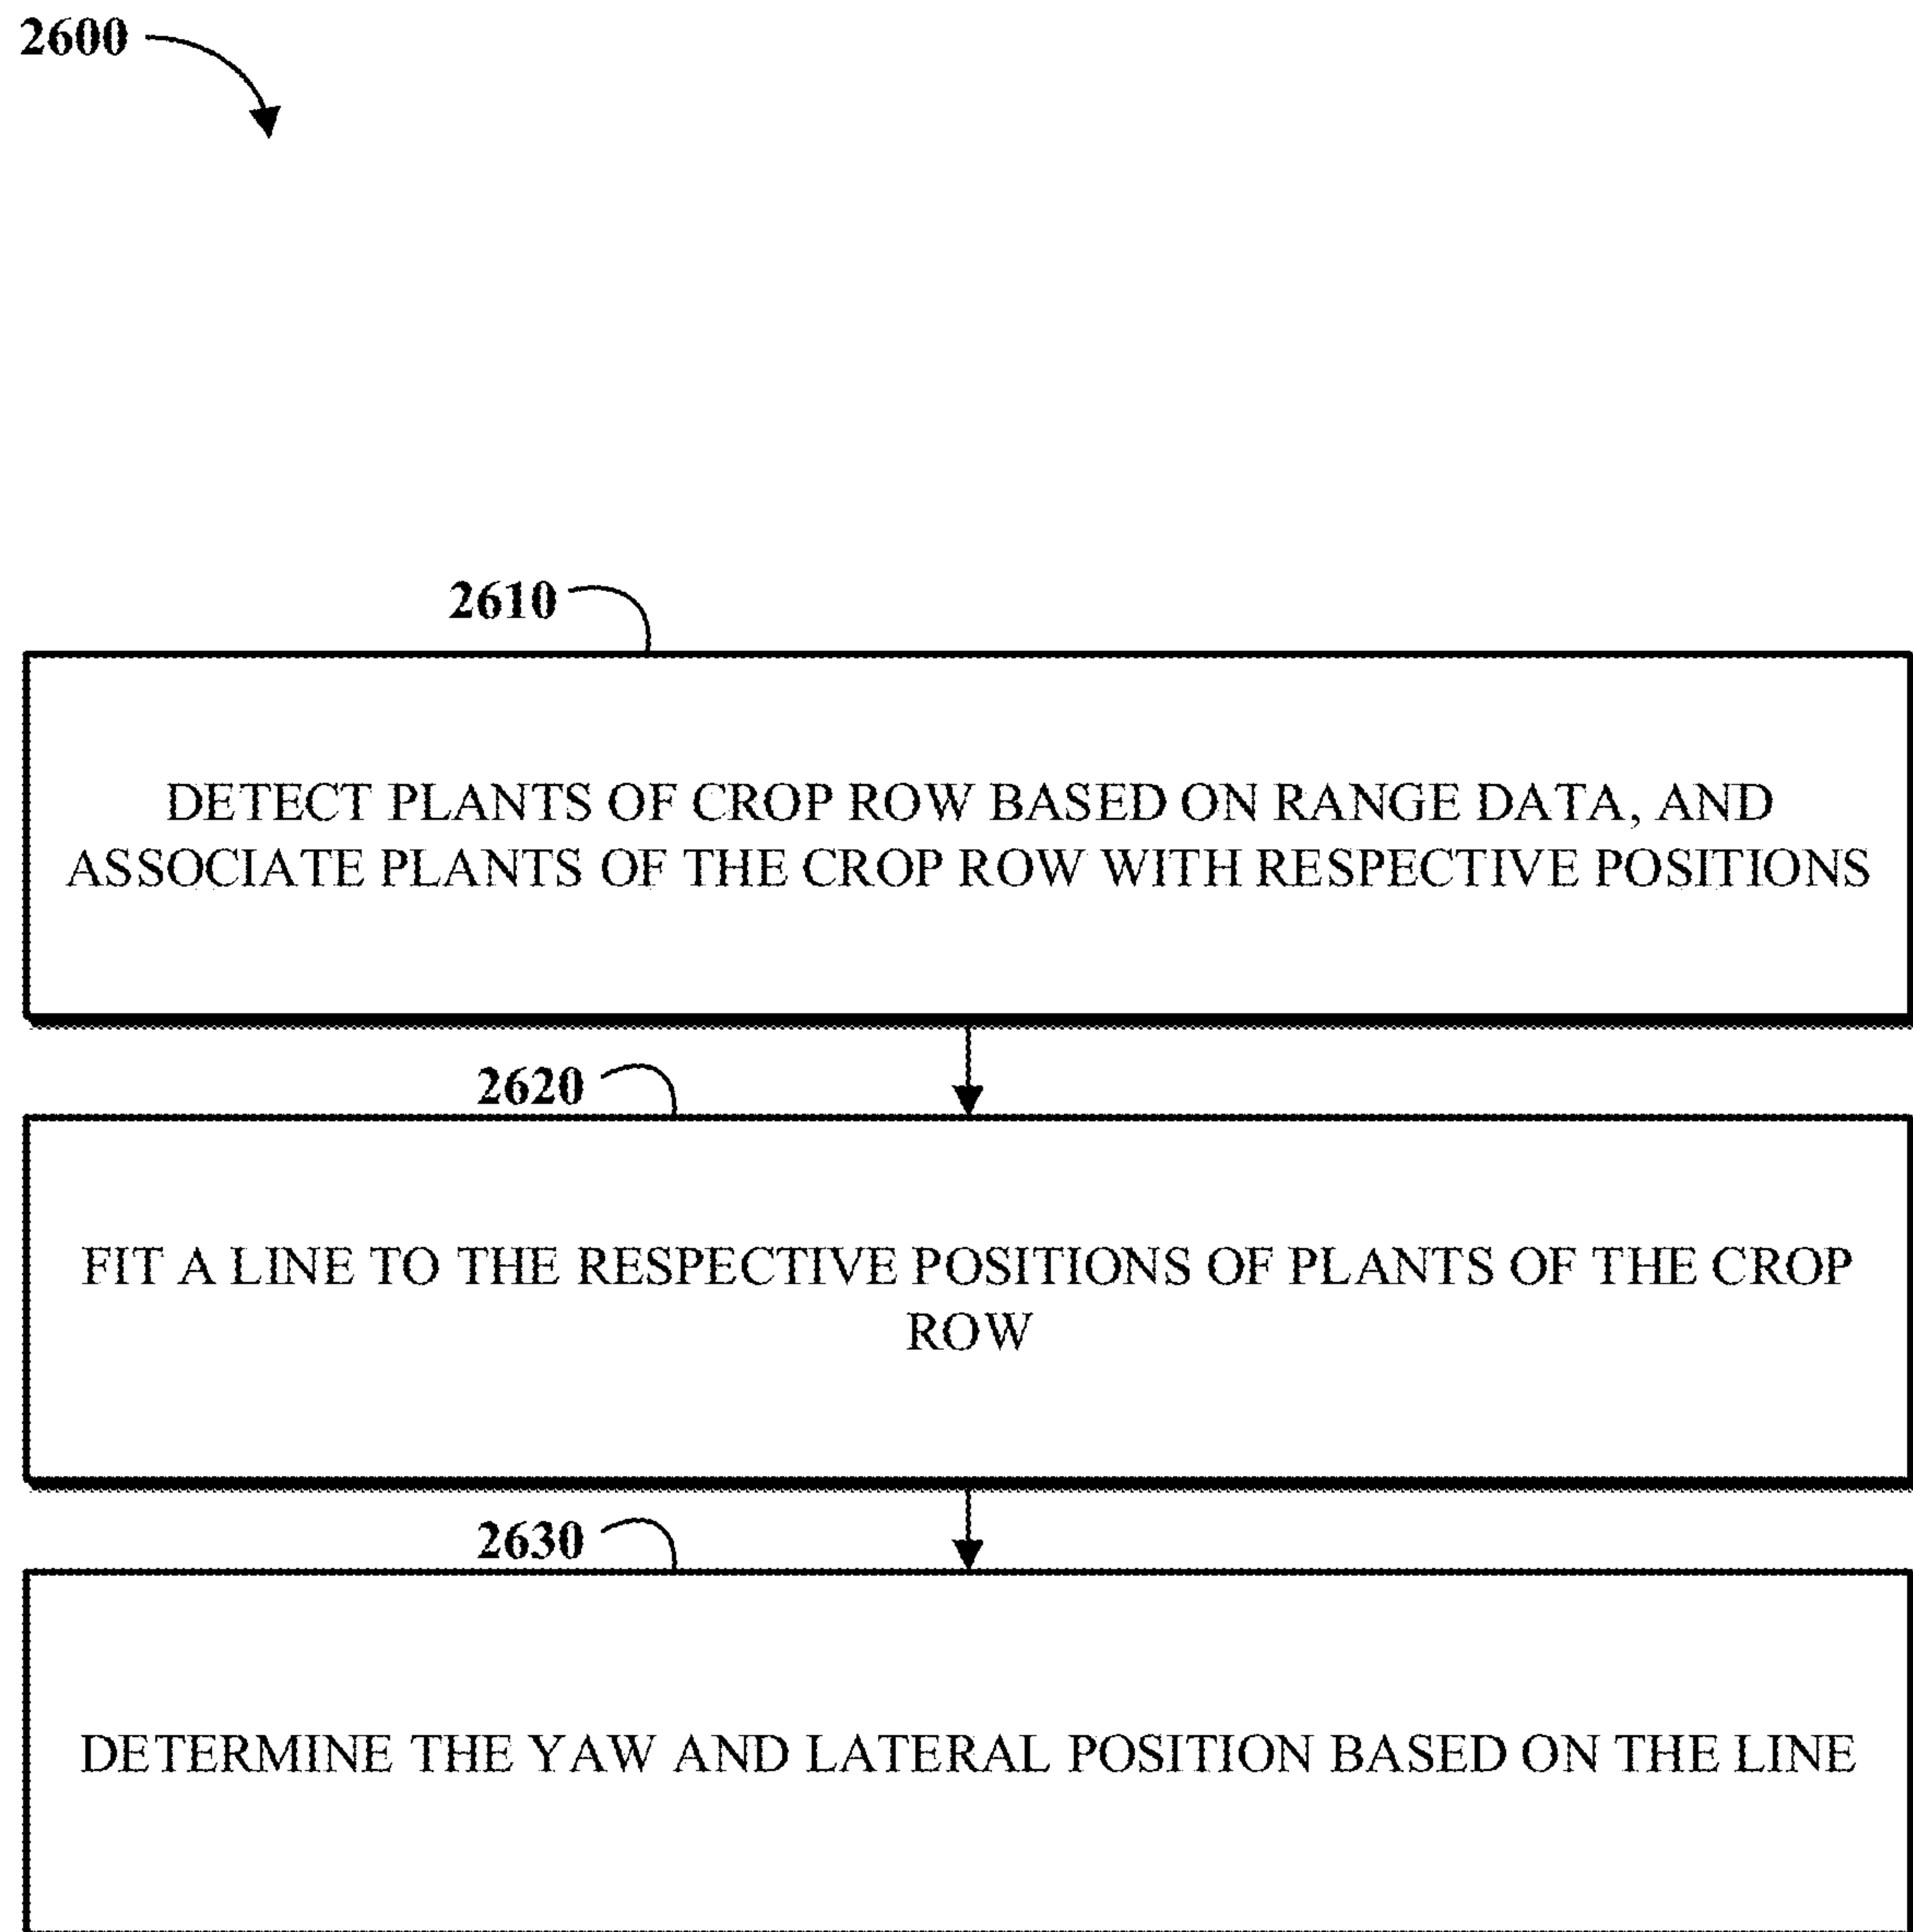 2600
2610
DETECT PLANTS OF CROP ROW BASED ON RANGE DATA, AND
ASSOCIATE PLANTS OF THE CROP ROW WITH RESPECTIVE POSITIONS
2620
FIT A LINE TO THE RESPECTIVE POSITIONS OF PLANTS OF THE CROP
ROW
2630
DETERMINE THE YAW AND LATERAL POSITION BASED ON THE LINE